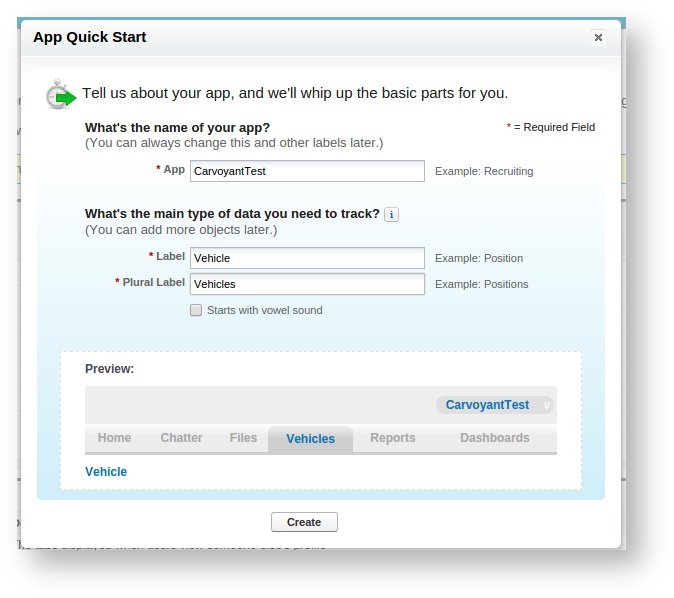 App Quick Start
Tell us about your app, and we'll whip up the basic parts for you.
What's the name of your app?
* = Required Field
(You can always change this and other labels later.)
* App CarvoyantTest Example: Recruiting
What's the main type of data you need to track? i
(You can add more objects later.)
* Label Vehicle Example: Position
* Plural Label Vehicles Example: Positions
Starts with vowel sound
Preview:
CarvoyantTest v
Home Chatter Files Vehicles Reports Dashboards
Vehicle
Create